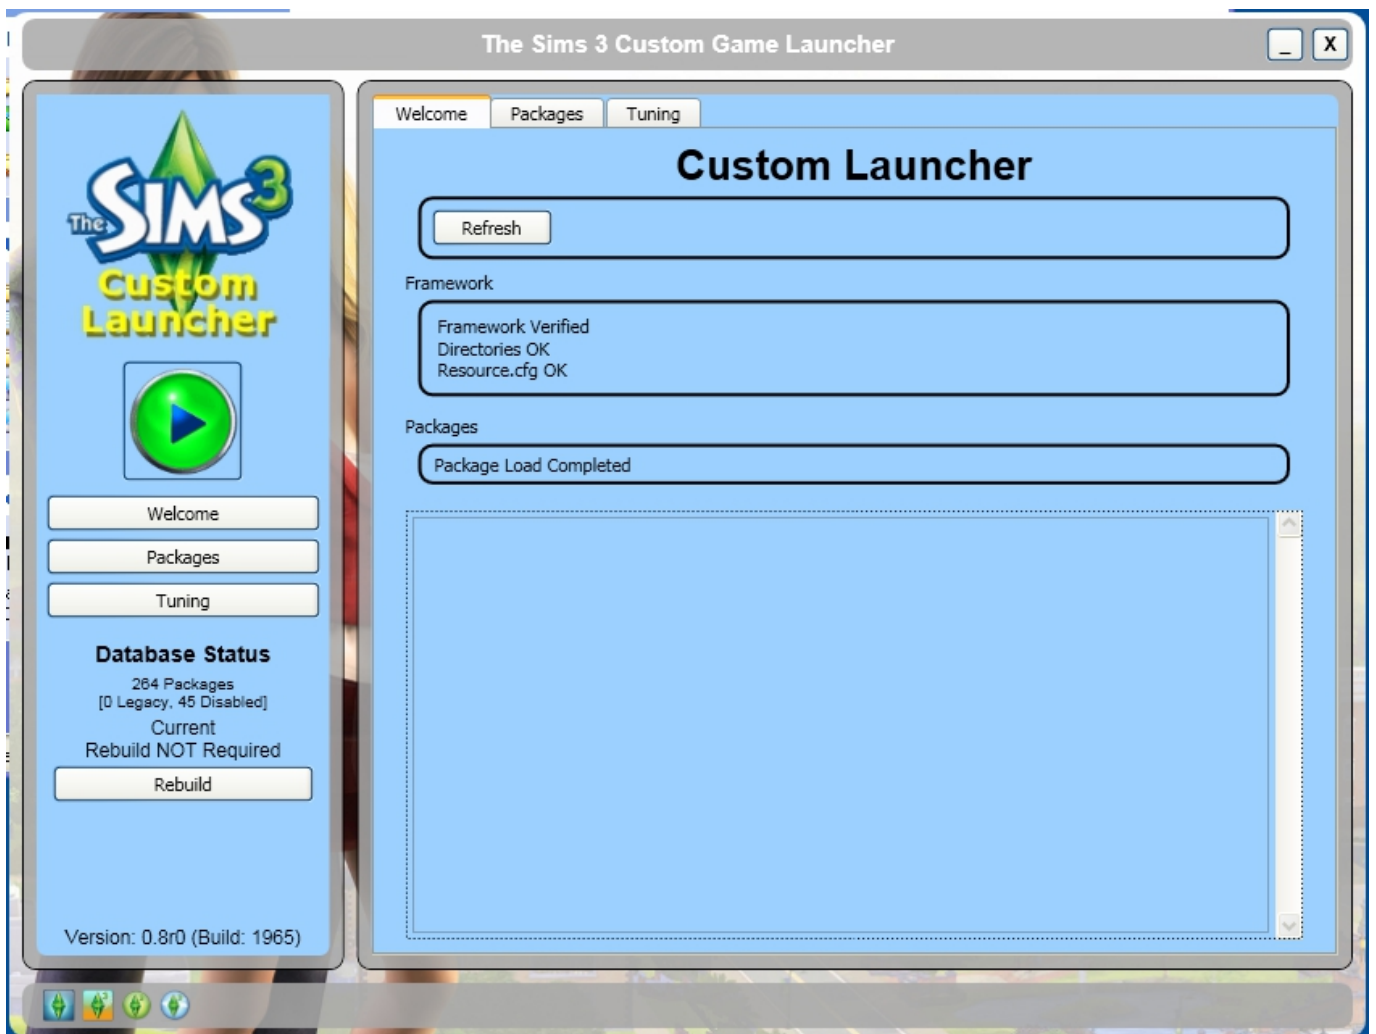 The Sims 3 Custom Game Launcher
_ X
The SIMS 3
Custom
Launcher
Welcome
Packages
Tuning
Database Status
264 Packages
[0 Legacy, 45 Disabled]
Current
Rebuild NOT Required
Rebuild
Version: 0.8r0 (Build: 1965)
Welcome Packages Tuning
Custom Launcher
Refresh
Framework
Framework Verified
Directories OK
Resource.cfg OK
Packages
Package Load Completed